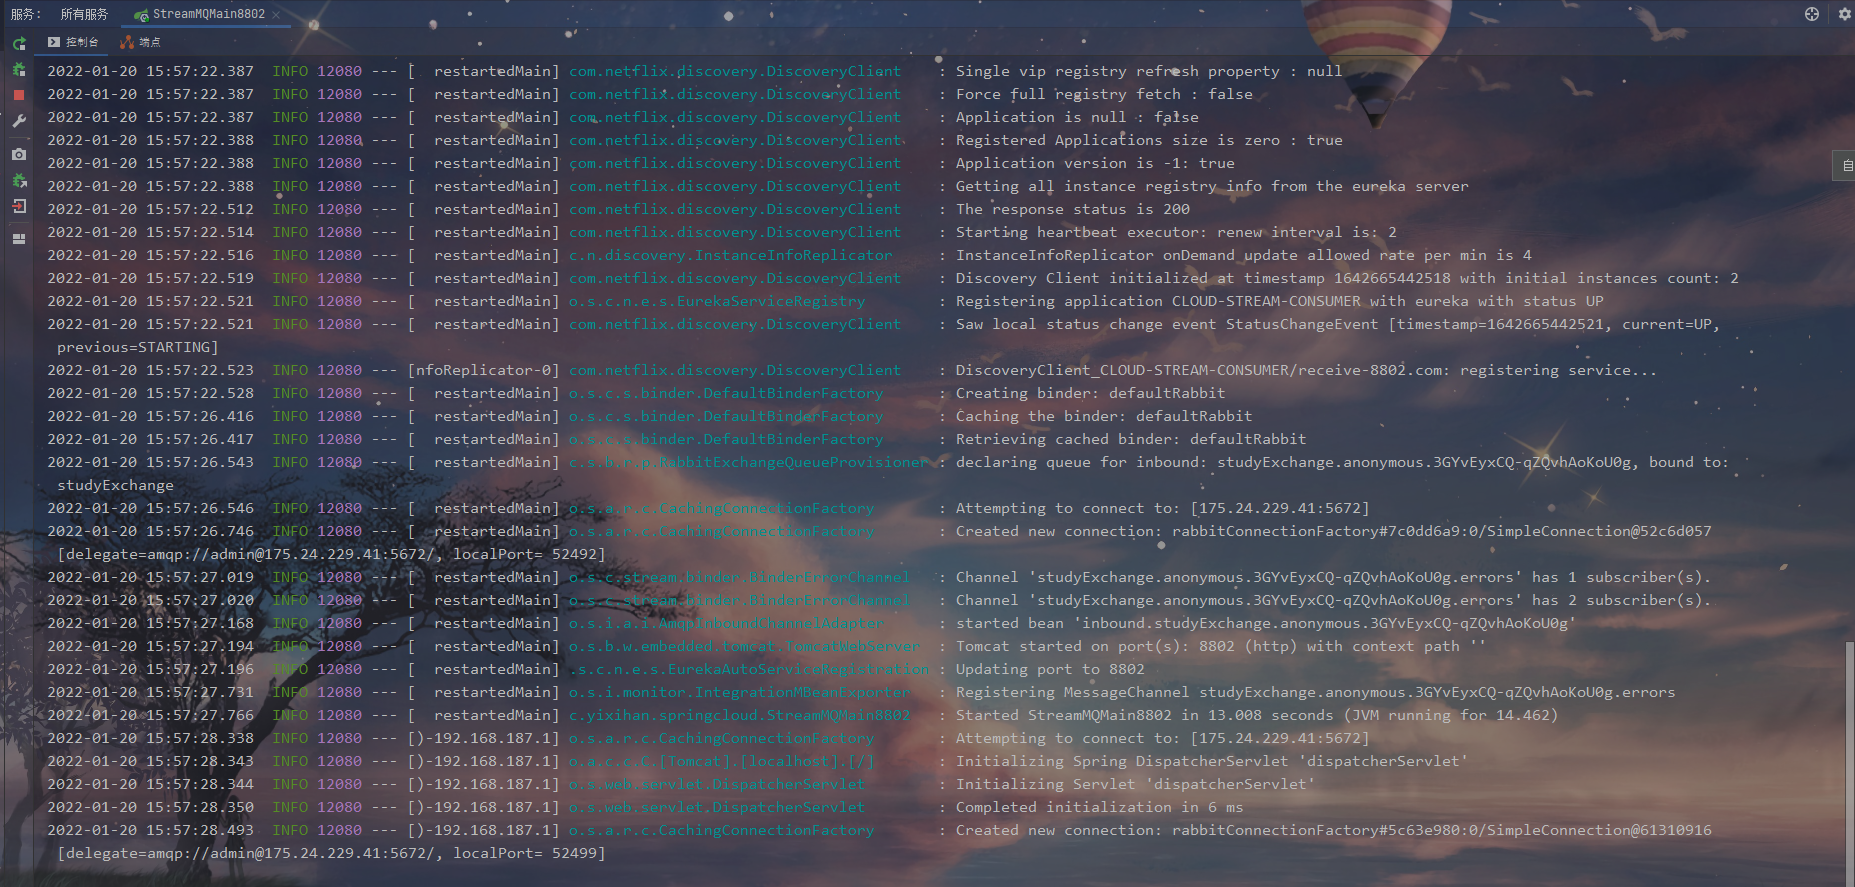 服务： 所有服务 StreamMQMain8802
控制台 端点
2022-01-20 15:57:22.387  INFO 12080 --- [  restartedMain] com.netflix.discovery.DiscoveryClient    : Single vip registry refresh property : null
2022-01-20 15:57:22.387  INFO 12080 --- [  restartedMain] com.netflix.discovery.DiscoveryClient    : Force full registry fetch : false
2022-01-20 15:57:22.387  INFO 12080 --- [  restartedMain] com.netflix.discovery.DiscoveryClient    : Application is null : false
2022-01-20 15:57:22.388  INFO 12080 --- [  restartedMain] com.netflix.discovery.DiscoveryClient    : Registered Applications size is zero : true
2022-01-20 15:57:22.388  INFO 12080 --- [  restartedMain] com.netflix.discovery.DiscoveryClient    : Application version is -1: true
2022-01-20 15:57:22.388  INFO 12080 --- [  restartedMain] com.netflix.discovery.DiscoveryClient    : Getting all instance registry info from the eureka server
2022-01-20 15:57:22.512  INFO 12080 --- [  restartedMain] com.netflix.discovery.DiscoveryClient    : The response status is 200
2022-01-20 15:57:22.514  INFO 12080 --- [  restartedMain] com.netflix.discovery.DiscoveryClient    : Starting heartbeat executor: renew interval is: 2
2022-01-20 15:57:22.516  INFO 12080 --- [  restartedMain] c.n.discovery.InstanceInfoReplicator     : InstanceInfoReplicator onDemand update allowed rate per min is 4
2022-01-20 15:57:22.519  INFO 12080 --- [  restartedMain] com.netflix.discovery.DiscoveryClient    : Discovery Client initialized at timestamp 1642665442518 with initial instances count: 2
2022-01-20 15:57:22.521  INFO 12080 --- [  restartedMain] o.s.c.n.e.s.EurekaServiceRegistry        : Registering application CLOUD-STREAM-CONSUMER with eureka with status UP
2022-01-20 15:57:22.521  INFO 12080 --- [  restartedMain] com.netflix.discovery.DiscoveryClient    : Saw local status change event StatusChangeEvent [timestamp=1642665442521, current=UP,
previous=STARTING]
2022-01-20 15:57:22.523  INFO 12080 --- [nfoReplicator-0] com.netflix.discovery.DiscoveryClient    : DiscoveryClient_CLOUD-STREAM-CONSUMER/receive-8802.com: registering service...
2022-01-20 15:57:22.528  INFO 12080 --- [  restartedMain] o.s.c.s.binder.DefaultBinderFactory      : Creating binder: defaultRabbit
2022-01-20 15:57:26.416  INFO 12080 --- [  restartedMain] o.s.c.s.binder.DefaultBinderFactory      : Caching the binder: defaultRabbit
2022-01-20 15:57:26.417  INFO 12080 --- [  restartedMain] o.s.c.s.binder.DefaultBinderFactory      : Retrieving cached binder: defaultRabbit
2022-01-20 15:57:26.543  INFO 12080 --- [  restartedMain] c.s.b.r.p.RabbitExchangeQueueProvisioner : declaring queue for inbound: studyExchange.anonymous.3GYvEyxCQ-qZQvhAoKoU0g, bound to:
studyExchange
2022-01-20 15:57:26.546  INFO 12080 --- [  restartedMain] o.s.a.r.c.CachingConnectionFactory       : Attempting to connect to: [175.24.229.41:5672]
2022-01-20 15:57:26.746  INFO 12080 --- [  restartedMain] o.s.a.r.c.CachingConnectionFactory       : Created new connection: rabbitConnectionFactory#7c0dd6a9:0/SimpleConnection@52c6d057
[delegate=amqp://admin@175.24.229.41:5672/, localPort= 52492]
2022-01-20 15:57:27.019  INFO 12080 --- [  restartedMain] o.s.c.stream.binder.BinderErrorChannel   : Channel 'studyExchange.anonymous.3GYvEyxCQ-qZQvhAoKoU0g.errors' has 1 subscriber(s).
2022-01-20 15:57:27.020  INFO 12080 --- [  restartedMain] o.s.c.stream.binder.BinderErrorChannel   : Channel 'studyExchange.anonymous.3GYvEyxCQ-qZQvhAoKoU0g.errors' has 2 subscriber(s).
2022-01-20 15:57:27.168  INFO 12080 --- [  restartedMain] o.s.i.a.i.AmqpInboundChannelAdapter      : started bean 'inbound.studyExchange.anonymous.3GYvEyxCQ-qZQvhAoKoU0g'
2022-01-20 15:57:27.194  INFO 12080 --- [  restartedMain] o.s.b.w.embedded.tomcat.TomcatWebServer  : Tomcat started on port(s): 8802 (http) with context path ''
2022-01-20 15:57:27.196  INFO 12080 --- [  restartedMain] .s.c.n.e.s.EurekaAutoServiceRegistration : Updating port to 8802
2022-01-20 15:57:27.731  INFO 12080 --- [  restartedMain] o.s.i.monitor.IntegrationMBeanExporter   : Registering MessageChannel studyExchange.anonymous.3GYvEyxCQ-qZQvhAoKoU0g.errors
2022-01-20 15:57:27.766  INFO 12080 --- [  restartedMain] c.yixihan.springcloud.StreamMQMain8802   : Started StreamMQMain8802 in 13.008 seconds (JVM running for 14.462)
2022-01-20 15:57:28.338  INFO 12080 --- [)-192.168.187.1] o.s.a.r.c.CachingConnectionFactory       : Attempting to connect to: [175.24.229.41:5672]
2022-01-20 15:57:28.343  INFO 12080 --- [)-192.168.187.1] o.a.c.c.C.[Tomcat].[localhost].[/]       : Initializing Spring DispatcherServlet 'dispatcherServlet'
2022-01-20 15:57:28.344  INFO 12080 --- [)-192.168.187.1] o.s.web.servlet.DispatcherServlet        : Initializing Servlet 'dispatcherServlet'
2022-01-20 15:57:28.350  INFO 12080 --- [)-192.168.187.1] o.s.web.servlet.DispatcherServlet        : Completed initialization in 6 ms
2022-01-20 15:57:28.493  INFO 12080 --- [)-192.168.187.1] o.s.a.r.c.CachingConnectionFactory       : Created new connection: rabbitConnectionFactory#5c63e980:0/SimpleConnection@61310916
[delegate=amqp://admin@175.24.229.41:5672/, localPort= 52499]